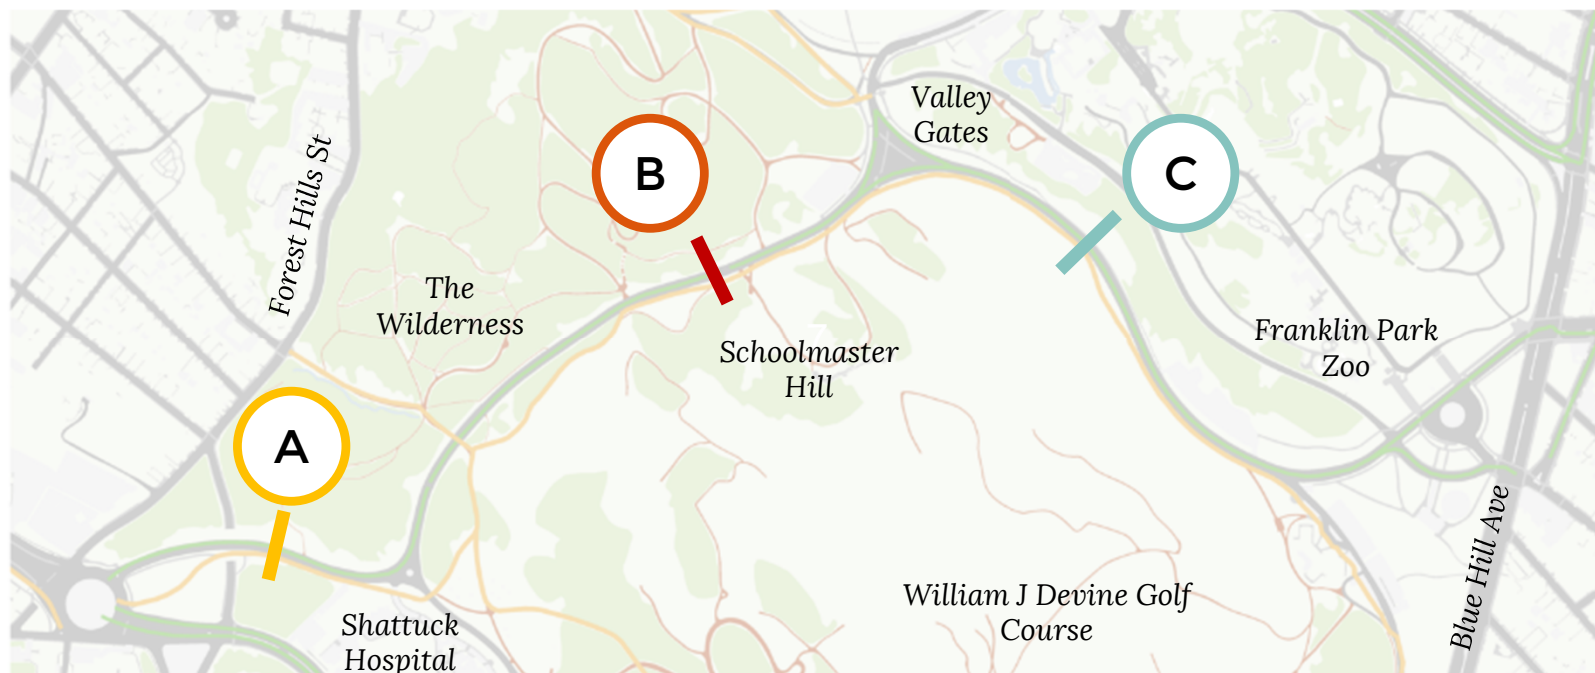 Valley
Gates
B
C
Forest Hills St
The
Wilderness
Schoolmaster
Hill
Franklin Park
Zoo
A
Blue Hill Ave
William J Devine Golf
Course
Shattuck
Hospital